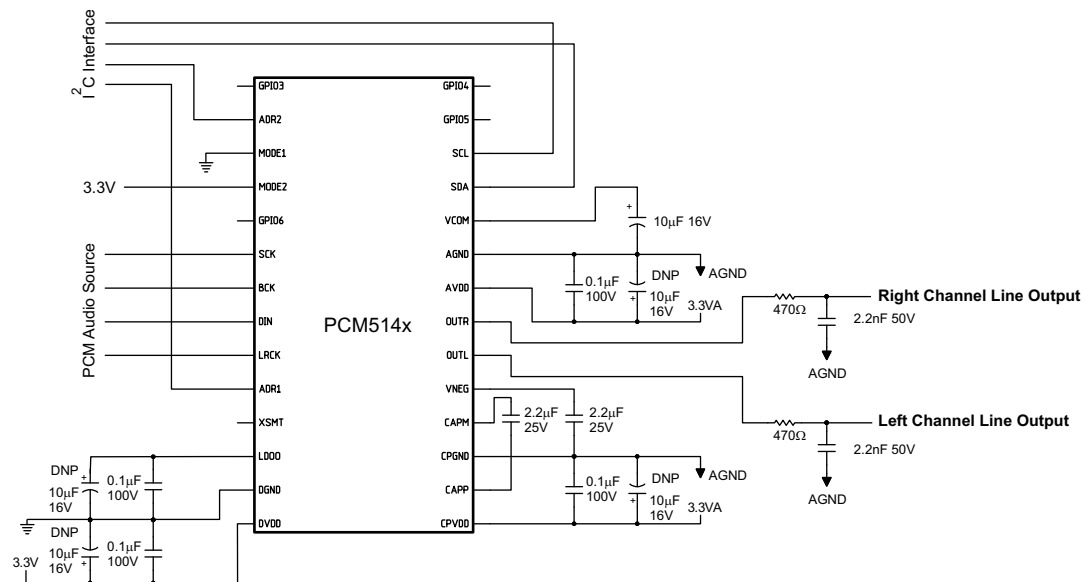 I2C Interface
GPIO3
ADR2
MODE1
3.3V
MODE2
GPIO6
PCM Audio Source
SCK
BCK
DIN
LRCK
ADR1
XSMT
LDOO
DGND
DVDD
PCM514x
GPIO4
GPIO5
SCL
SDA
VCOM
AGND
AVDD
OUTR
OUTL
VNEG
CAPM
CPGND
CAPP
CPVDD
+
10μF 16V
AGND
0.1μF
100V
DNP
10μF
+
16V
3.3VA
470Ω
Right Channel Line Output
2.2nF 50V
AGND
470Ω
Left Channel Line Output
2.2nF 50V
AGND
2.2μF
25V
2.2μF
25V
AGND
0.1μF
100V
DNP
10μF
+
16V
3.3VA
DNP
+
10μF
16V
0.1μF
100V
DNP
10μF
16V
+
0.1μF
100V
3.3V